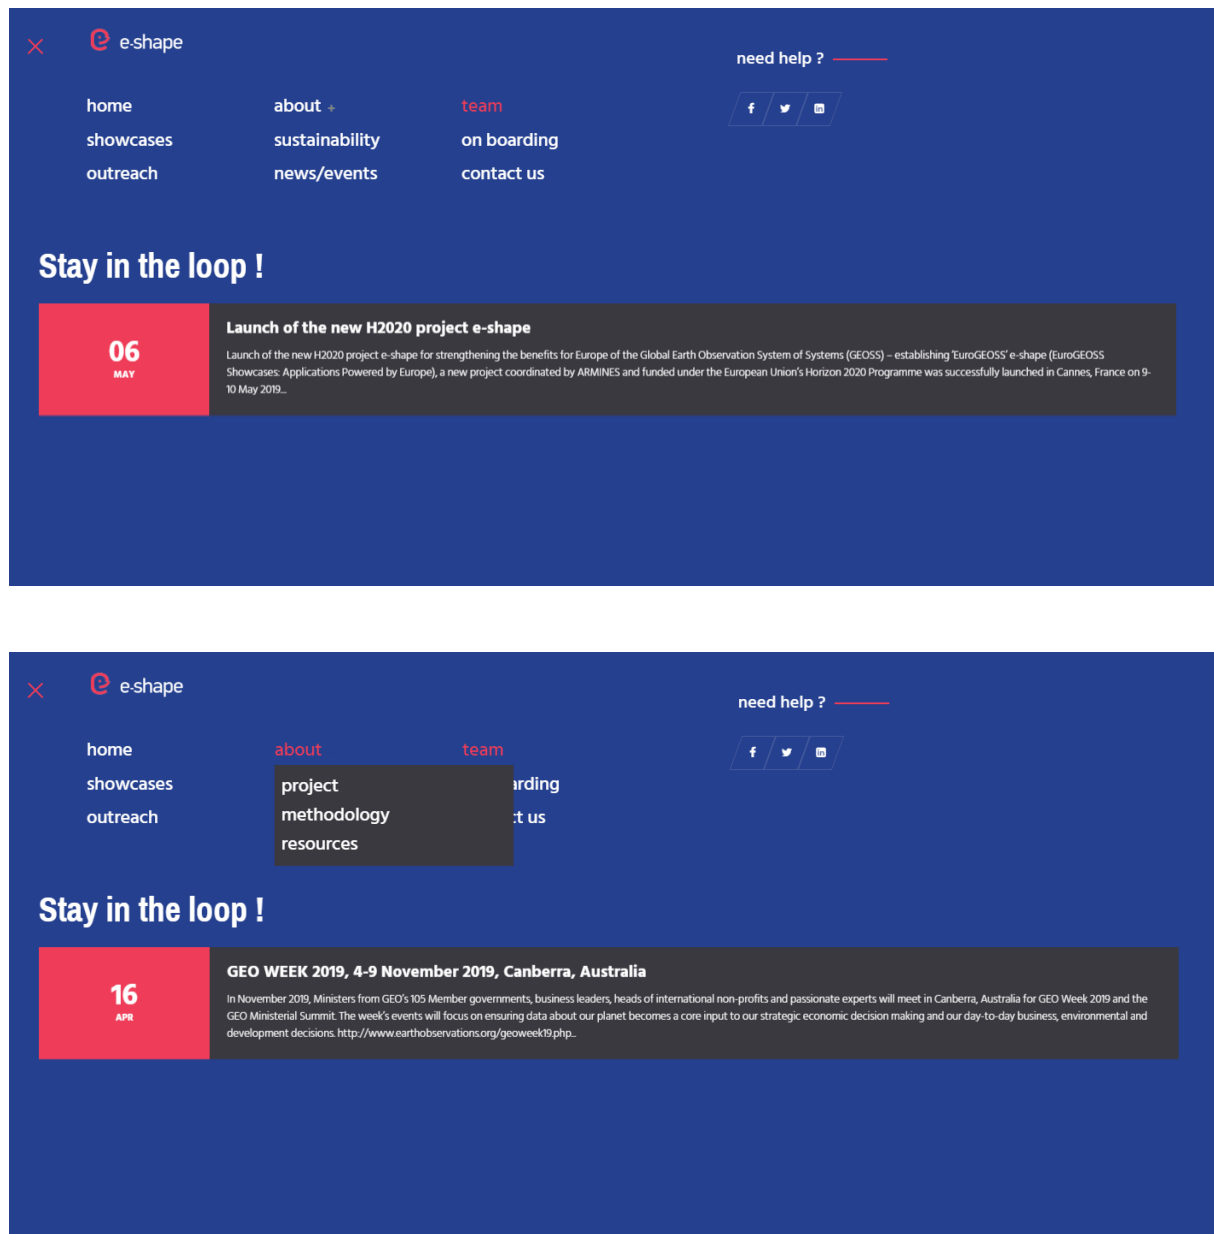 e-shape
need help ?
home about + team
showcases sustainability on boarding
outreach news/events contact us
Stay in the loop !
06
MAY
Launch of the new H2020 project e-shape
Launch of the new H2020 project e-shape for strengthening the benefits for Europe of the Global Earth Observation System of Systems (GEOSS) – establishing 'EuroGEOSS' e-shape (EuroGEOSS
Showcases: Applications Powered by Europe), a new project coordinated by ARMINES and funded under the European Union's Horizon 2020 Programme was successfully launched in Cannes, France on 9-
10 May 2019...
e-shape
need help ?
home about team
showcases project arding
outreach methodology ct us
resources
Stay in the loop !
16
APR
GEO WEEK 2019, 4-9 November 2019, Canberra, Australia
In November 2019, Ministers from GEO's 105 Member governments, business leaders, heads of international non-profits and passionate experts will meet in Canberra, Australia for GEO Week 2019 and the
GEO Ministerial Summit. The week's events will focus on ensuring data about our planet becomes a core input to our strategic economic decision making and our day-to-day business, environmental and
development decisions. http://www.earthobservations.org/geoweek19.php...